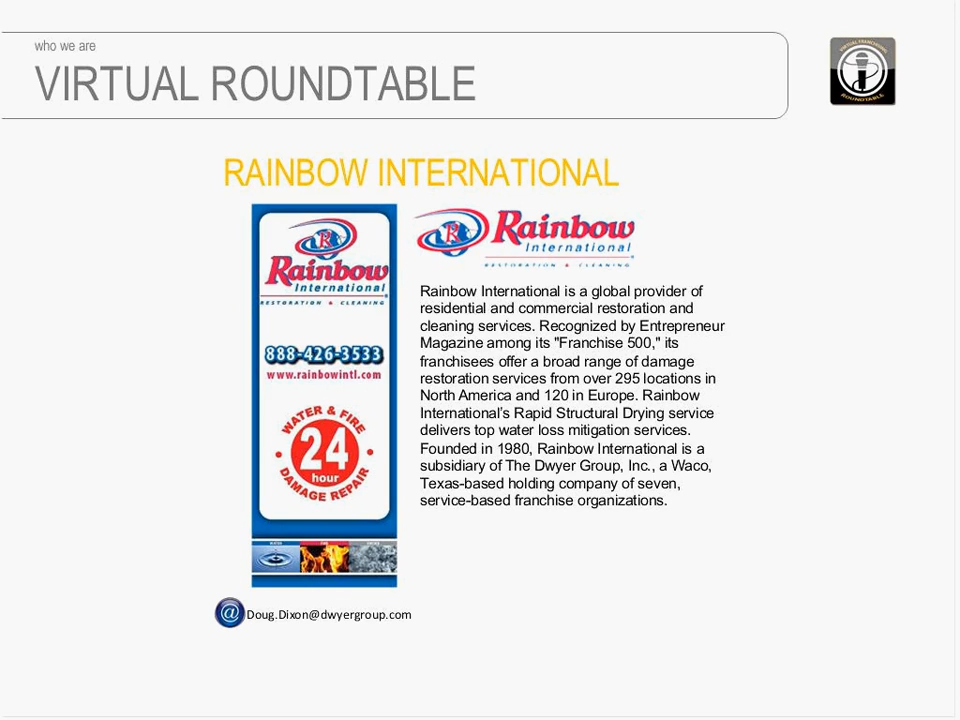 who we are
VIRTUAL ROUNDTABLE
VIRTUAL FRANCHISING
ROUNDTABLE
RAINBOW INTERNATIONAL
R
Rainbow
International
RESTORATION & CLEANING
888-426-3533
www.rainbowintl.com
WATER & FIRE
24
hour
DAMAGE REPAIR
WATER FIRE SMOKE
R
Rainbow
International
RESTORATION & CLEANING
Rainbow International is a global provider of
residential and commercial restoration and
cleaning services. Recognized by Entrepreneur
Magazine among its "Franchise 500," its
franchisees offer a broad range of damage
restoration services from over 295 locations in
North America and 120 in Europe. Rainbow
International's Rapid Structural Drying service
delivers top water loss mitigation services.
Founded in 1980, Rainbow International is a
subsidiary of The Dwyer Group, Inc., a Waco,
Texas-based holding company of seven,
service-based franchise organizations.
@ Doug.Dixon@dwyergroup.com